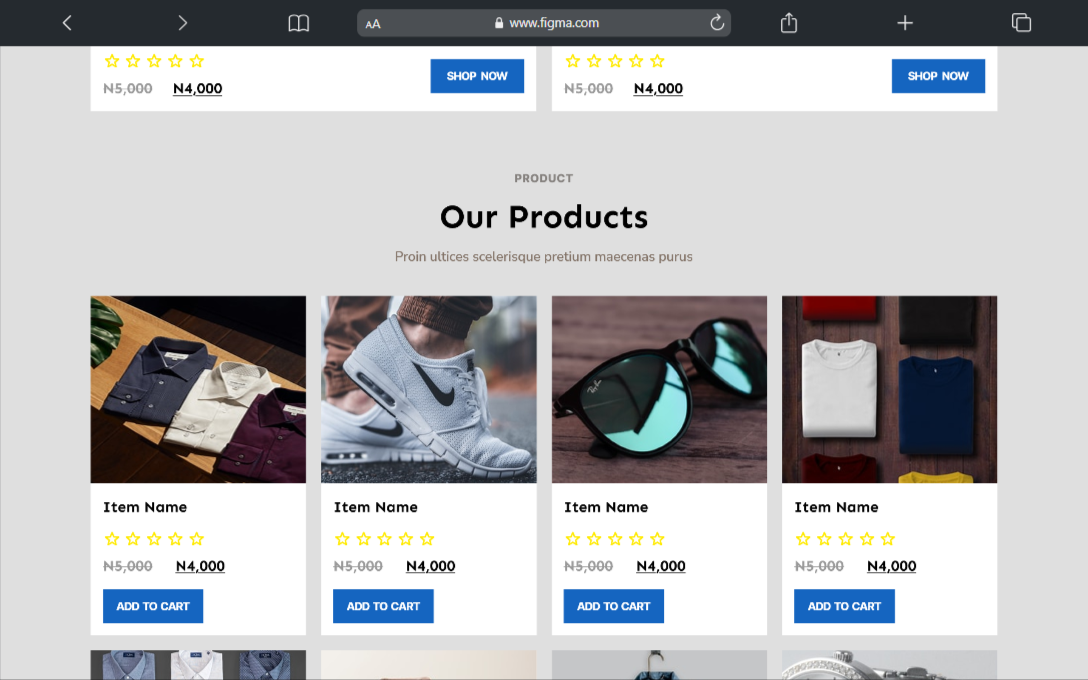 AA www.figma.com
N5,000 N4,000 SHOP NOW
N5,000 N4,000 SHOP NOW
PRODUCT
Our Products
Proin ultices scelerisque pretium maecenas purus
Ray-Ban
Item Name
N5,000 N4,000
ADD TO CART
Item Name
N5,000 N4,000
ADD TO CART
Item Name
N5,000 N4,000
ADD TO CART
Item Name
N5,000 N4,000
ADD TO CART